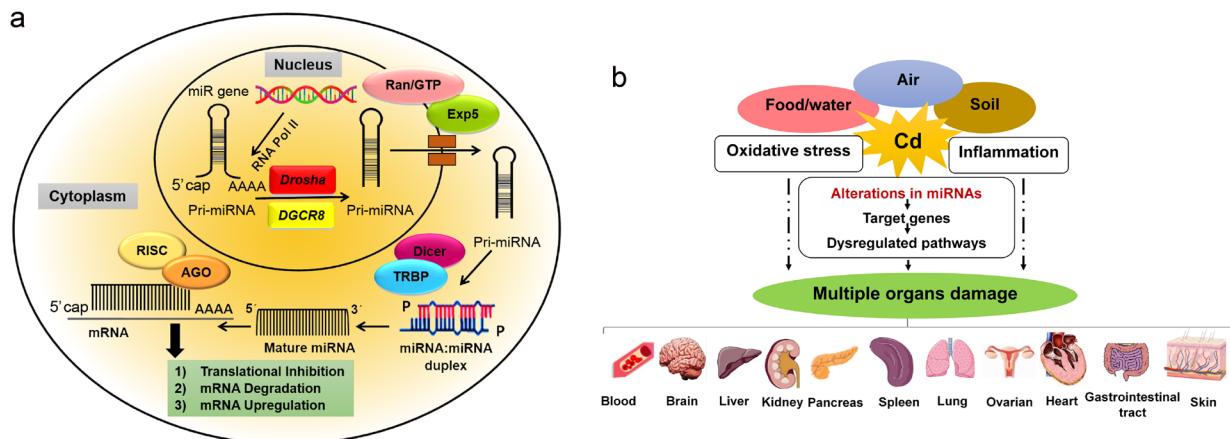 a
Nucleus
miR gene
Ran/GTP
Exp5
RNA Pol II
5' cap
AAAA
Drosha
DGCR8
Pri-miRNA
Pri-miRNA
Cytoplasm
Pri-miRNA
RISC
AGO
Dicer
TRBP
5' cap
AAAA
mRNA
5´
3´
Mature miRNA
P
P
miRNA:miRNA
duplex
1) Translational Inhibition
2) mRNA Degradation
3) mRNA Upregulation
b
Air
Food/water
Soil
Cd
Oxidative stress
Inflammation
Alterations in miRNAs
Target genes
Dysregulated pathways
Multiple organs damage
Blood
Brain
Liver
Kidney
Pancreas
Spleen
Lung
Ovarian
Heart
Gastrointestinal
tract
Skin